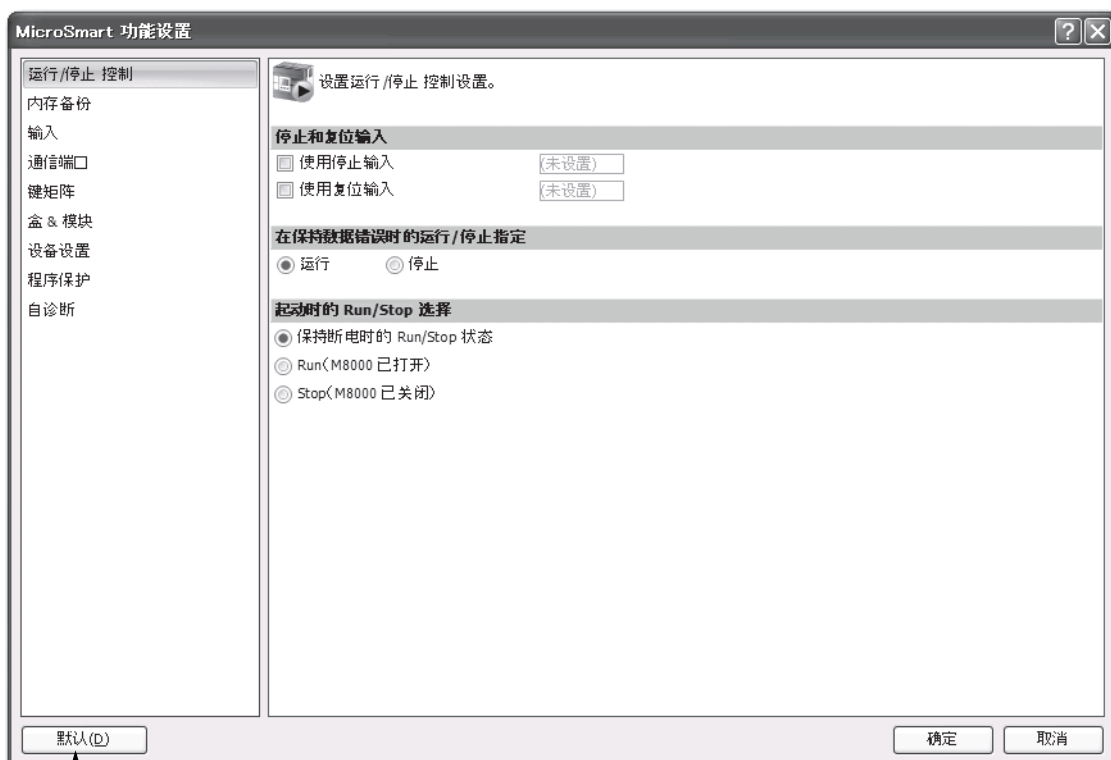 MicroSmart 功能设置
运行/停止 控制
内存备份
输入
通信端口
键矩阵
盒 & 模块
设备设置
程序保护
自诊断
设置运行/停止 控制设置。
停止和复位输入
使用停止输入 (未设置)
使用复位输入 (未设置)
在保持数据错误时的运行/停止指定
运行 停止
起动时的 Run/Stop 选择
保持断电时的 Run/Stop 状态
Run(M8000 已打开)
Stop(M8000 已关闭)
默认(D) 确定 取消